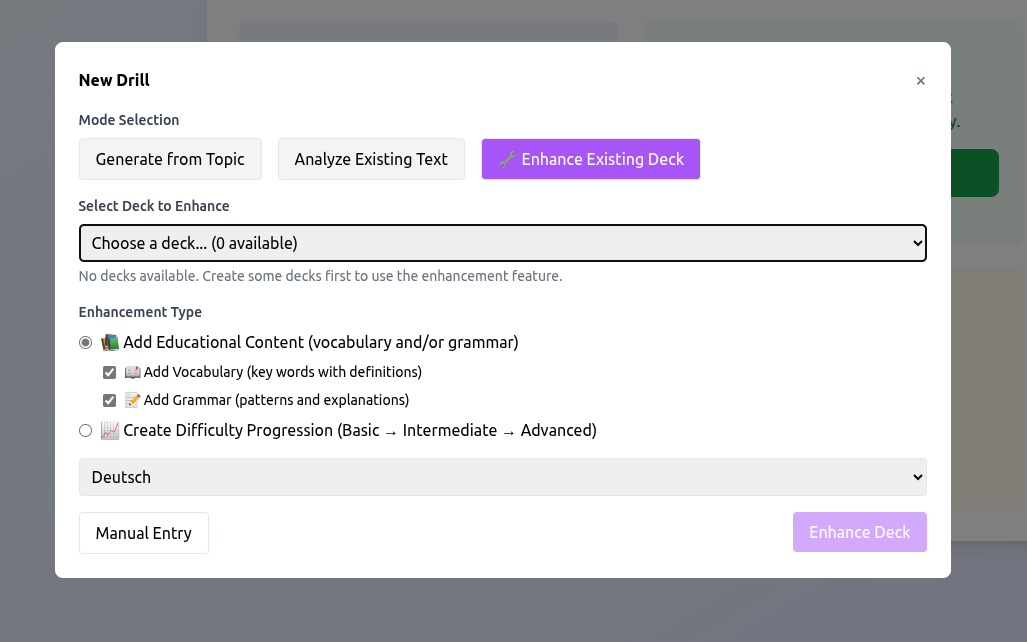 New Drill
×
Mode Selection
Generate from Topic
Analyze Existing Text
🔧 Enhance Existing Deck
Select Deck to Enhance
Choose a deck... (0 available)
No decks available. Create some decks first to use the enhancement feature.
Enhancement Type
📚 Add Educational Content (vocabulary and/or grammar)
📖 Add Vocabulary (key words with definitions)
📝 Add Grammar (patterns and explanations)
📈 Create Difficulty Progression (Basic → Intermediate → Advanced)
Deutsch
Manual Entry
Enhance Deck